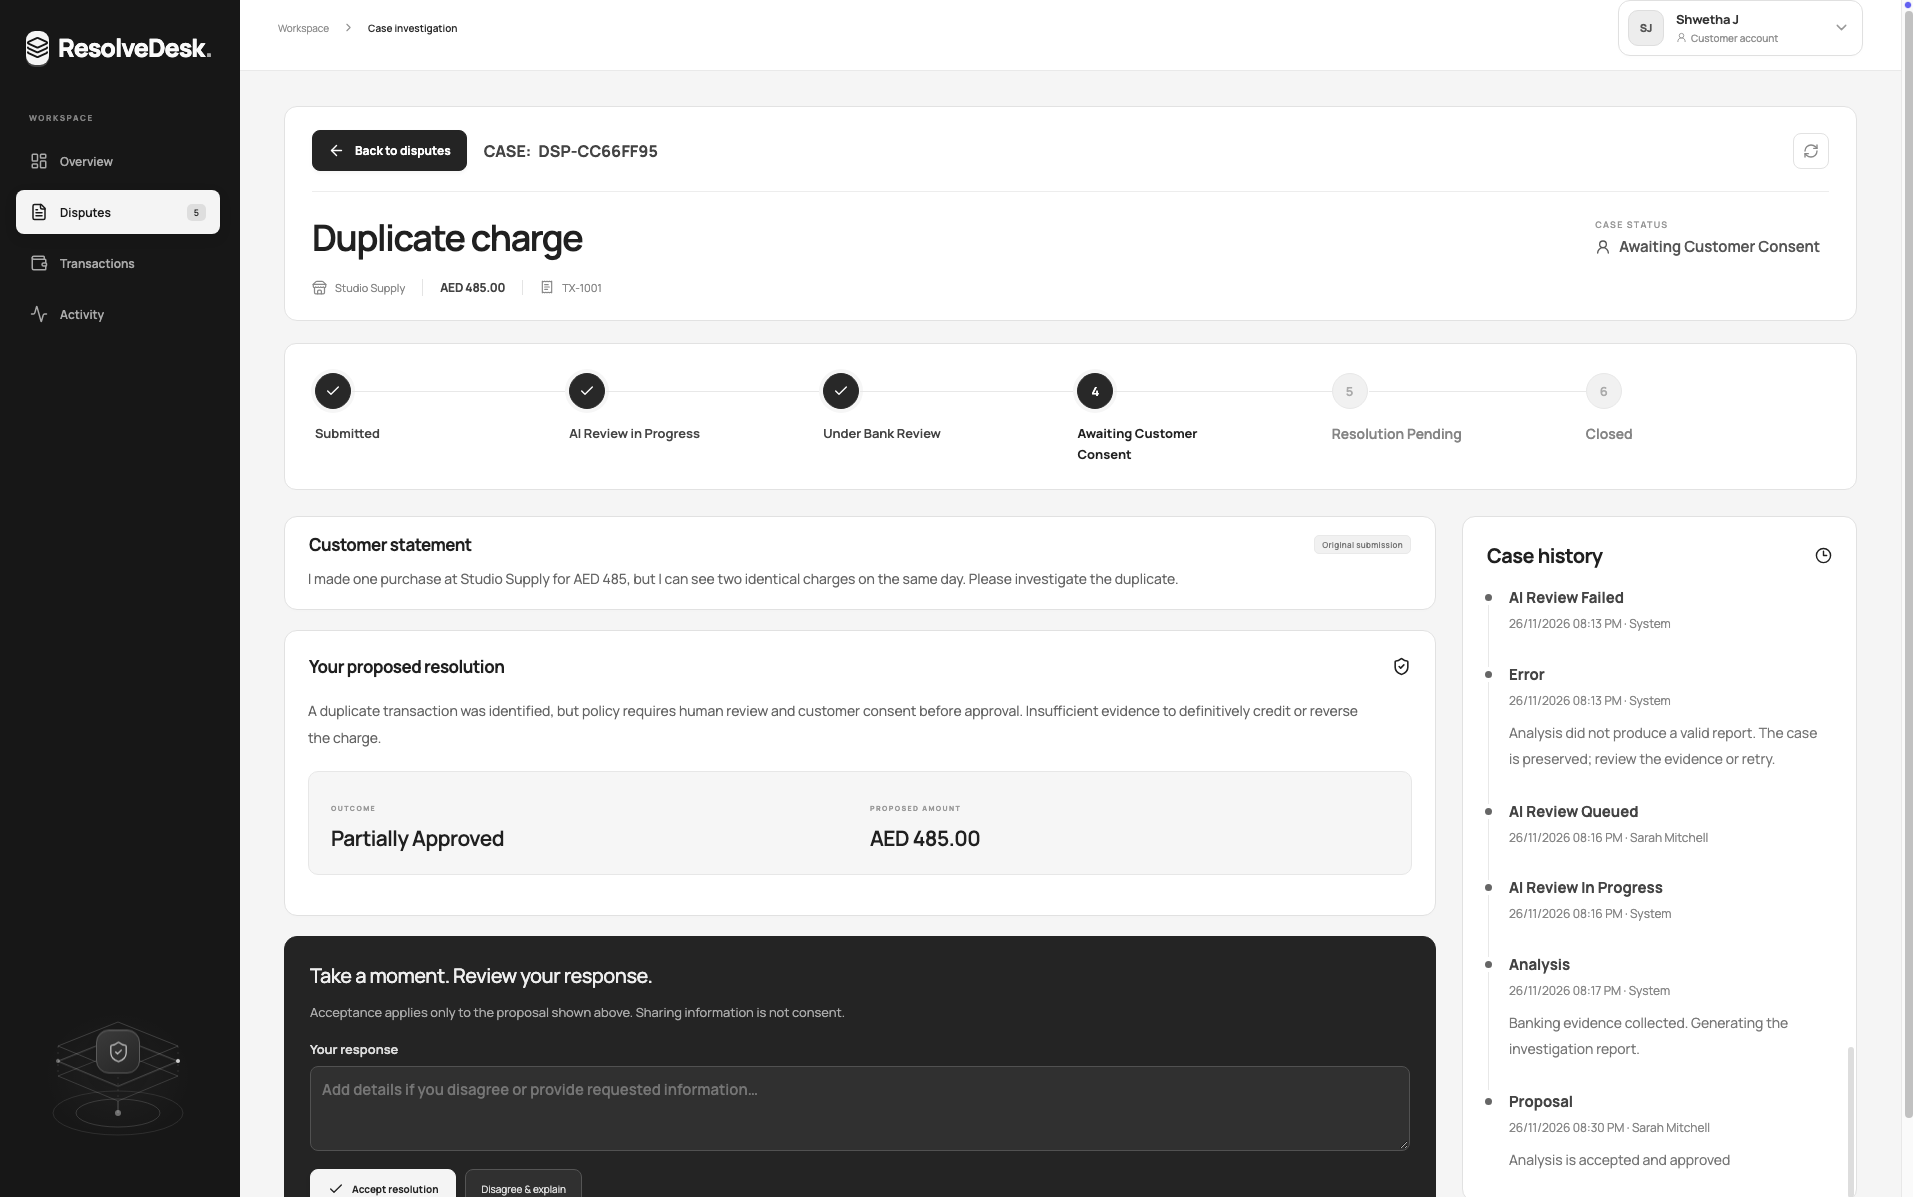 ResolveDesk.
WORKSPACE
Overview
Disputes 5
Transactions
Activity
Workspace > Case investigation
SJ
Shwetha J
Customer account
Back to disputes
CASE: DSP-CC66FF95
Duplicate charge
Studio Supply
AED 485.00
TX-1001
CASE STATUS
Awaiting Customer Consent
Submitted
AI Review in Progress
Under Bank Review
4
Awaiting Customer
Consent
5
Resolution Pending
6
Closed
Customer statement
Original submission
I made one purchase at Studio Supply for AED 485, but I can see two identical charges on the same day. Please investigate the duplicate.
Your proposed resolution
A duplicate transaction was identified, but policy requires human review and customer consent before approval. Insufficient evidence to definitively credit or reverse
the charge.
OUTCOME
Partially Approved
PROPOSED AMOUNT
AED 485.00
Take a moment. Review your response.
Acceptance applies only to the proposal shown above. Sharing information is not consent.
Your response
Add details if you disagree or provide requested information...
Accept resolution
Disagree & explain
Case history
AI Review Failed
26/11/2026 08:13 PM · System
Error
26/11/2026 08:13 PM · System
Analysis did not produce a valid report. The case
is preserved; review the evidence or retry.
AI Review Queued
26/11/2026 08:16 PM · Sarah Mitchell
AI Review In Progress
26/11/2026 08:16 PM · System
Analysis
26/11/2026 08:17 PM · System
Banking evidence collected. Generating the
investigation report.
Proposal
26/11/2026 08:30 PM · Sarah Mitchell
Analysis is accepted and approved